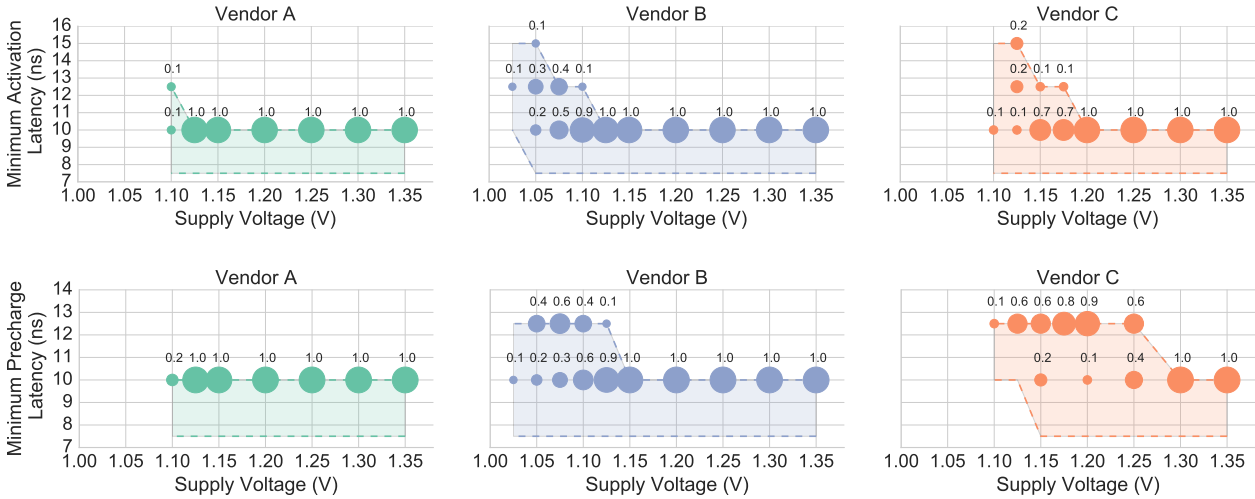 Vendor A Vendor B Vendor C
Minimum Activation
Latency (ns)
16
15
14
13
12
11
10
9
8
7
0.1
0.1 1.0 1.0 1.0 1.0 1.0 1.0
0.1
0.1 0.3 0.4 0.1
0.2 0.5 0.9 1.0 1.0 1.0 1.0 1.0 1.0
0.2
0.2 0.1 0.1
0.1 0.1 0.7 0.7 1.0 1.0 1.0 1.0
1.00 1.05 1.10 1.15 1.20 1.25 1.30 1.35
1.00 1.05 1.10 1.15 1.20 1.25 1.30 1.35
1.00 1.05 1.10 1.15 1.20 1.25 1.30 1.35
Supply Voltage (V) Supply Voltage (V) Supply Voltage (V)
Vendor A Vendor B Vendor C
Minimum Precharge
Latency (ns)
14
13
12
11
10
9
8
7
0.2 1.0 1.0 1.0 1.0 1.0 1.0
0.4 0.6 0.4 0.1
0.1 0.2 0.3 0.6 0.9 1.0 1.0 1.0 1.0 1.0
0.1 0.6 0.6 0.8 0.9 0.6
0.2 0.1 0.4 1.0 1.0
1.00 1.05 1.10 1.15 1.20 1.25 1.30 1.35
1.00 1.05 1.10 1.15 1.20 1.25 1.30 1.35
1.00 1.05 1.10 1.15 1.20 1.25 1.30 1.35
Supply Voltage (V) Supply Voltage (V) Supply Voltage (V)